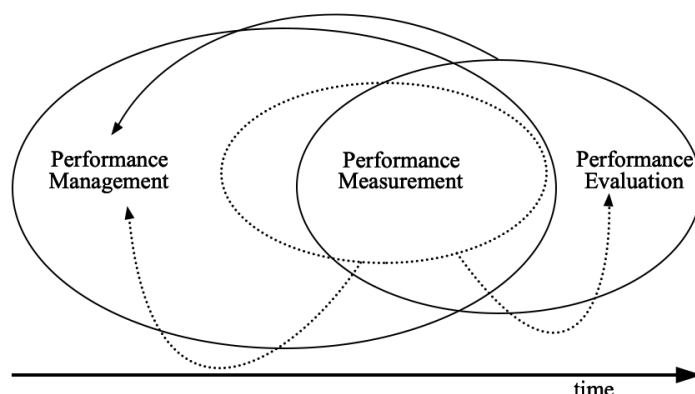 Performance
Management
Performance
Measurement
Performance
Evaluation
time